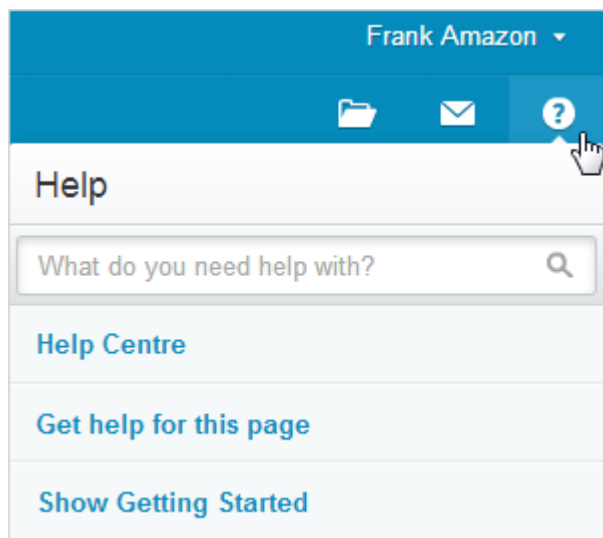 Frank Amazon
Help
What do you need help with?
Help Centre
Get help for this page
Show Getting Started